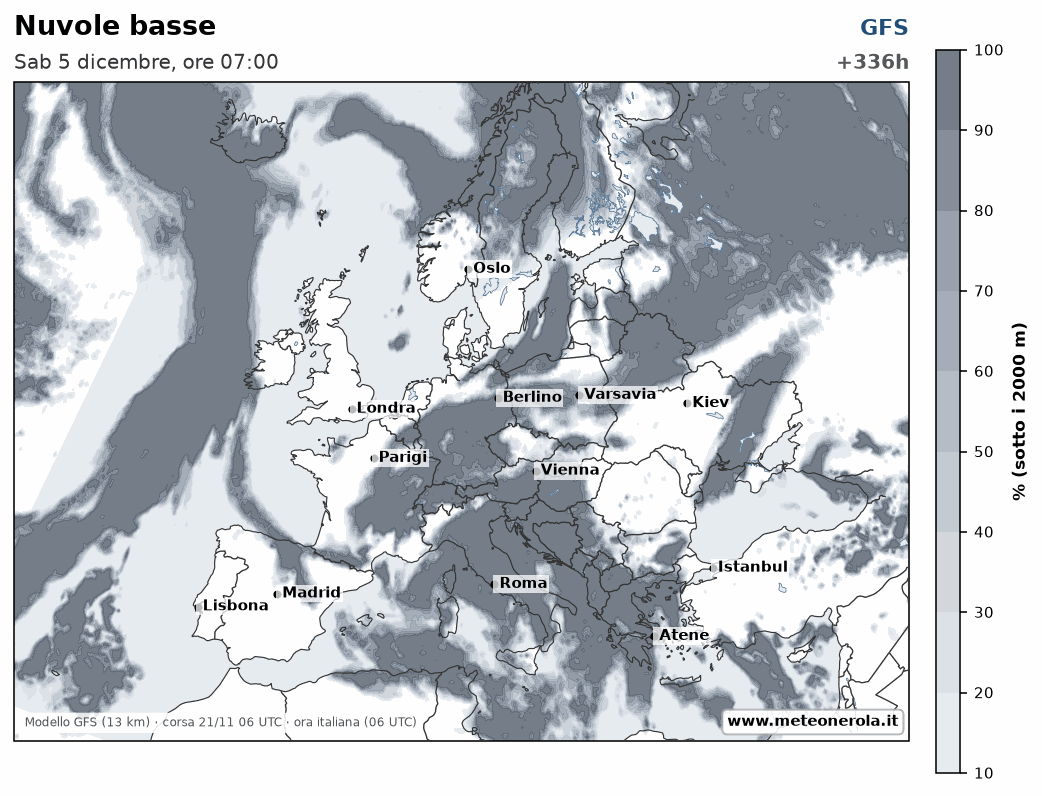 Nuvole basse
GFS
Sab 5 dicembre, ore 07:00
+336h
100
90
80
70
60
50
40
30
20
10
% (sotto i 2000 m)
Oslo
Londra
Berlino
Varsavia
Kiev
Parigi
Vienna
Istanbul
Roma
Madrid
Lisbona
Atene
Modello GFS (13 km) · corsa 21/11 06 UTC · ora italiana (06 UTC)
www.meteonerola.it